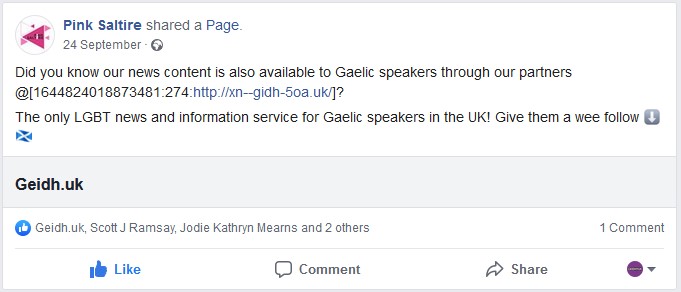 Pink Saltire shared a Page.
24 September ·
Did you know our news content is also available to Gaelic speakers through our partners
@[1644824018873481:274:http://xn--gidh-5oa.uk/]?
The only LGBT news and information service for Gaelic speakers in the UK! Give them a wee follow ⬇️
🏴󠁧󠁢󠁳󠁣󠁴󠁿
Geidh.uk
Geidh.uk, Scott J Ramsay, Jodie Kathryn Mearns and 2 others
1 Comment
Like
Comment
Share